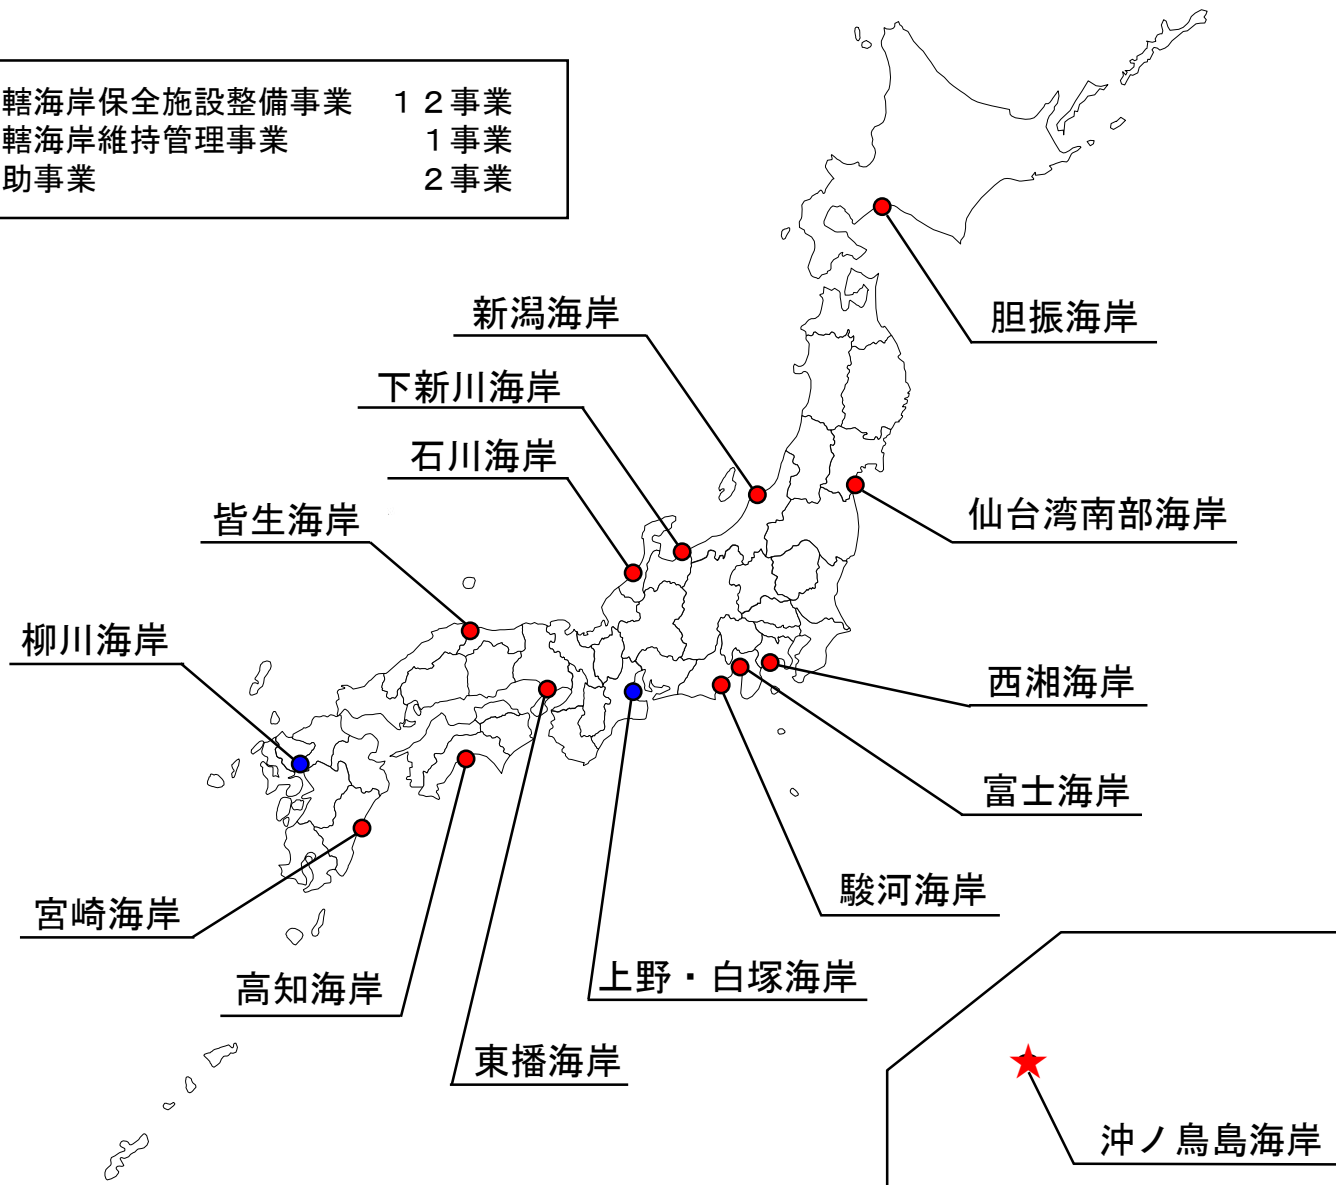 轄海岸保全施設整備事業 １２事業
轄海岸維持管理事業 １事業
助事業 ２事業
新潟海岸
胆振海岸
下新川海岸
石川海岸
皆生海岸
仙台湾南部海岸
柳川海岸
西湘海岸
富士海岸
駿河海岸
宮崎海岸
上野・白塚海岸
高知海岸
東播海岸
沖ノ鳥島海岸